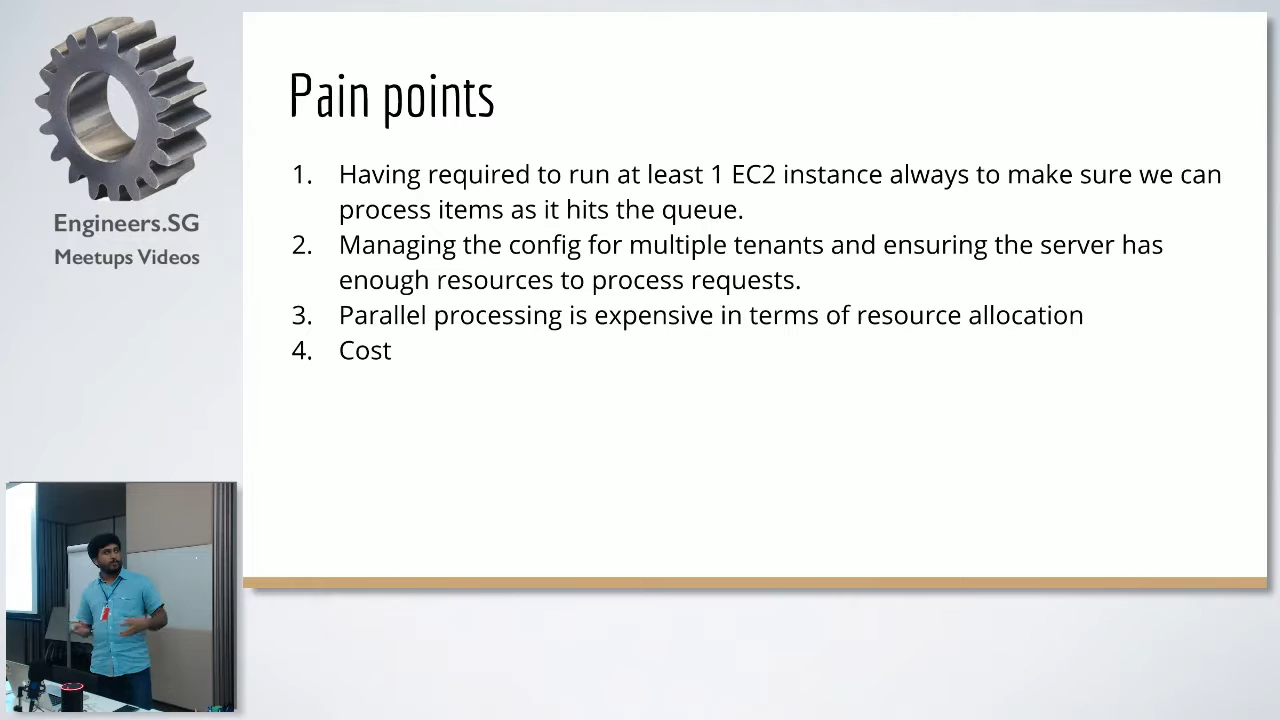 Engineers.SG
Meetups Videos
Pain points
1. Having required to run at least 1 EC2 instance always to make sure we can
process items as it hits the queue.
2. Managing the config for multiple tenants and ensuring the server has
enough resources to process requests.
3. Parallel processing is expensive in terms of resource allocation
4. Cost